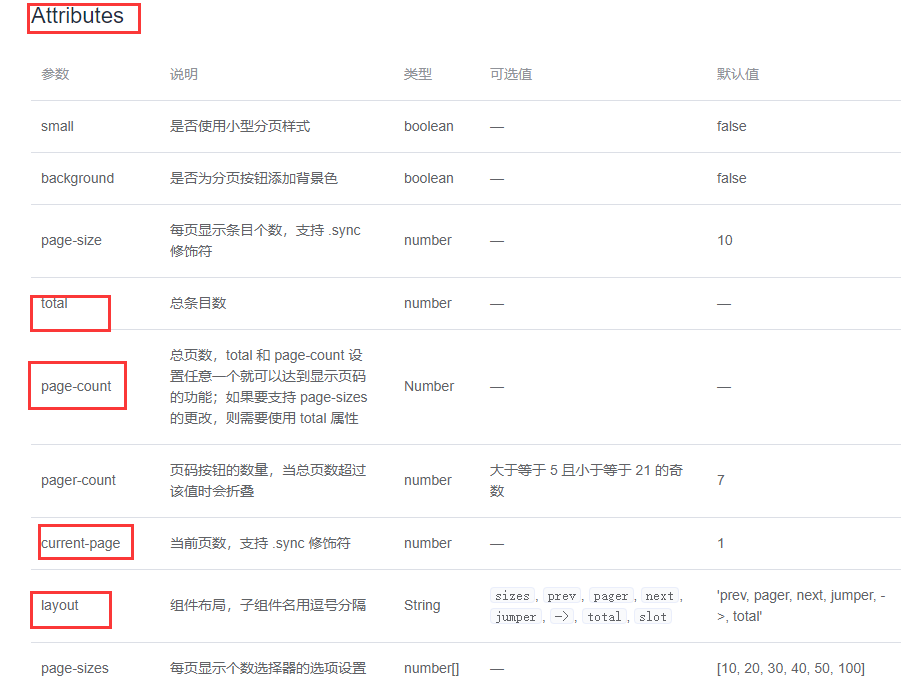 Attributes
参数 说明 类型 可选值 默认值
small 是否使用小型分页样式 boolean — false
background 是否为分页按钮添加背景色 boolean — false
每页显示条目个数，支持 .sync
page-size number — 10
修饰符
total 总条目数 number — —
总页数，total 和 page-count 设
置任意一个就可以达到显示页码
page-count Number — —
的功能；如果要支持 page-sizes
的更改，则需要使用 total 属性
页码按钮的数量，当总页数超过 大于等于 5 且小于等于 21 的奇
pager-count number 7
该值时会折叠 数
current-page 当前页数，支持 .sync 修饰符 number — 1
sizes, prev, pager, next, 'prev, pager, next, jumper, -
layout 组件布局，子组件名用逗号分隔 String
jumper, ->, total, slot >, total'
page-sizes 每页显示个数选择器的选项设置 number[] — [10, 20, 30, 40, 50, 100]